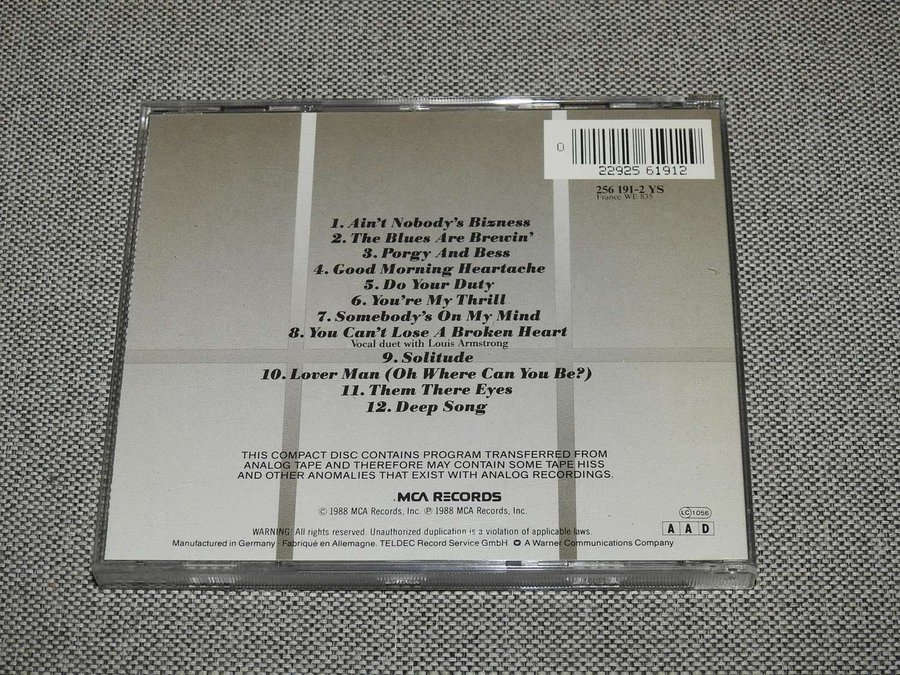 0
22925 61912
256 191-2 YS
France WE 835
1. Ain't Nobody's Bizness
2. The Blues Are Brewin'
3. Porgy And Bess
4. Good Morning Heartache
5. Do Your Duty
6. You're My Thrill
7. Somebody's On My Mind
8. You Can't Lose A Broken Heart
Vocal duet with Louis Armstrong
9. Solitude
10. Lover Man (Oh Where Can You Be?)
11. Them There Eyes
12. Deep Song
THIS COMPACT DISC CONTAINS PROGRAM TRANSFERRED FROM
ANALOG TAPE AND THEREFORE MAY CONTAIN SOME TAPE HISS
AND OTHER ANOMALIES THAT EXIST WITH ANALOG RECORDINGS.
.MCA RECORDS
© 1988 MCA Records, Inc. ℗ 1988 MCA Records, Inc.
LC 1056
WARNING: All rights reserved. Unauthorized duplication is a violation of applicable laws.
A A D
Manufactured in Germany · Fabriqué en Allemagne. TELDEC Record Service GmbH A Warner Communications Company